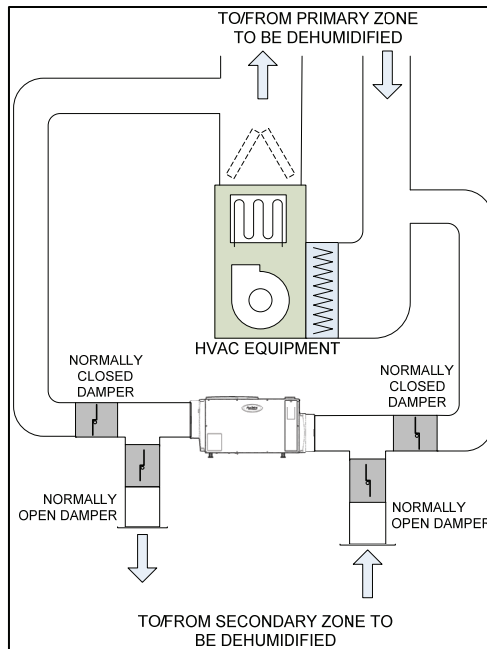 TO/FROM PRIMARY ZONE
TO BE DEHUMIDIFIED
HVAC EQUIPMENT
NORMALLY
CLOSED
DAMPER
NORMALLY
CLOSED
DAMPER
NORMALLY
OPEN DAMPER
NORMALLY
OPEN DAMPER
TO/FROM SECONDARY ZONE TO
BE DEHUMIDIFIED